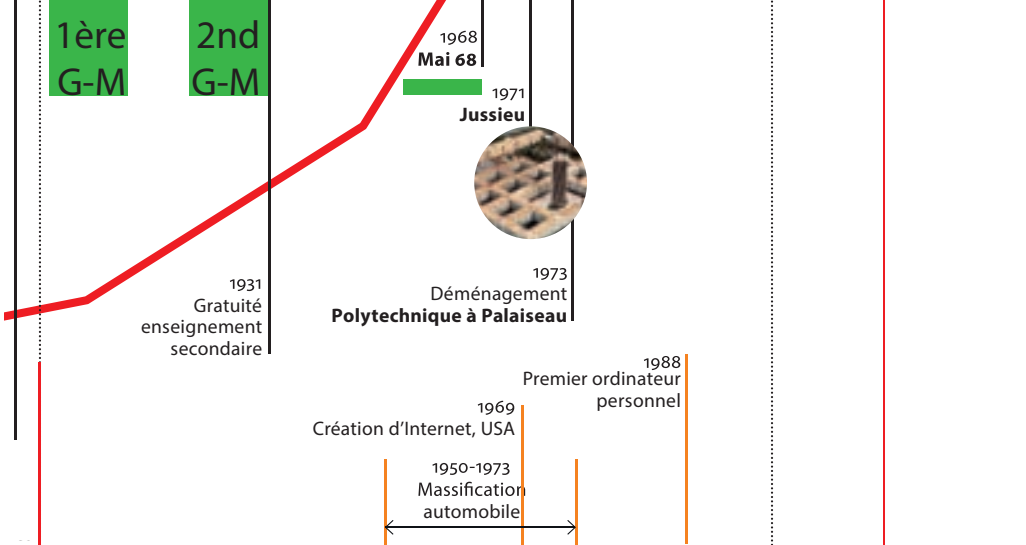 1ère
G-M
2nd
G-M
1968
Mai 68
1971
Jussieu
1931
Gratuité
enseignement
secondaire
1973
Déménagement
Polytechnique à Palaiseau
1988
Premier ordinateur
personnel
1969
Création d'Internet, USA
1950-1973
Massification
automobile